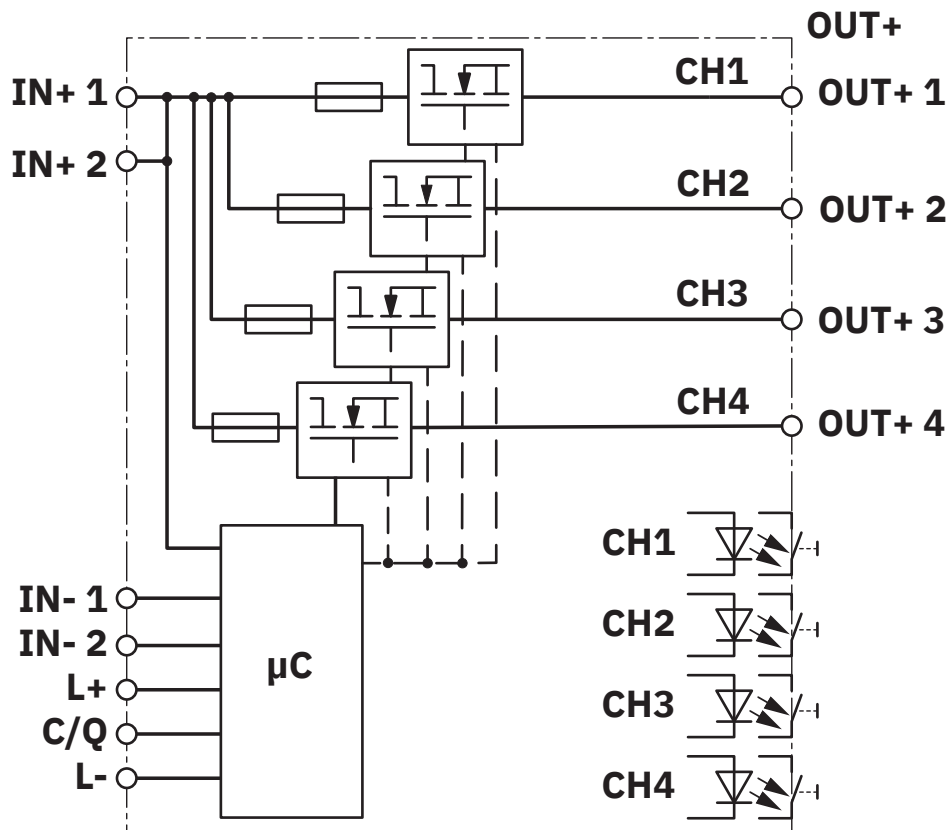 OUT+
IN+ 1
CH1
OUT+ 1
IN+ 2
CH2
OUT+ 2
CH3
OUT+ 3
CH4
OUT+ 4
CH1
IN- 1
CH2
IN- 2
µC
L+
CH3
C/Q
L-
CH4